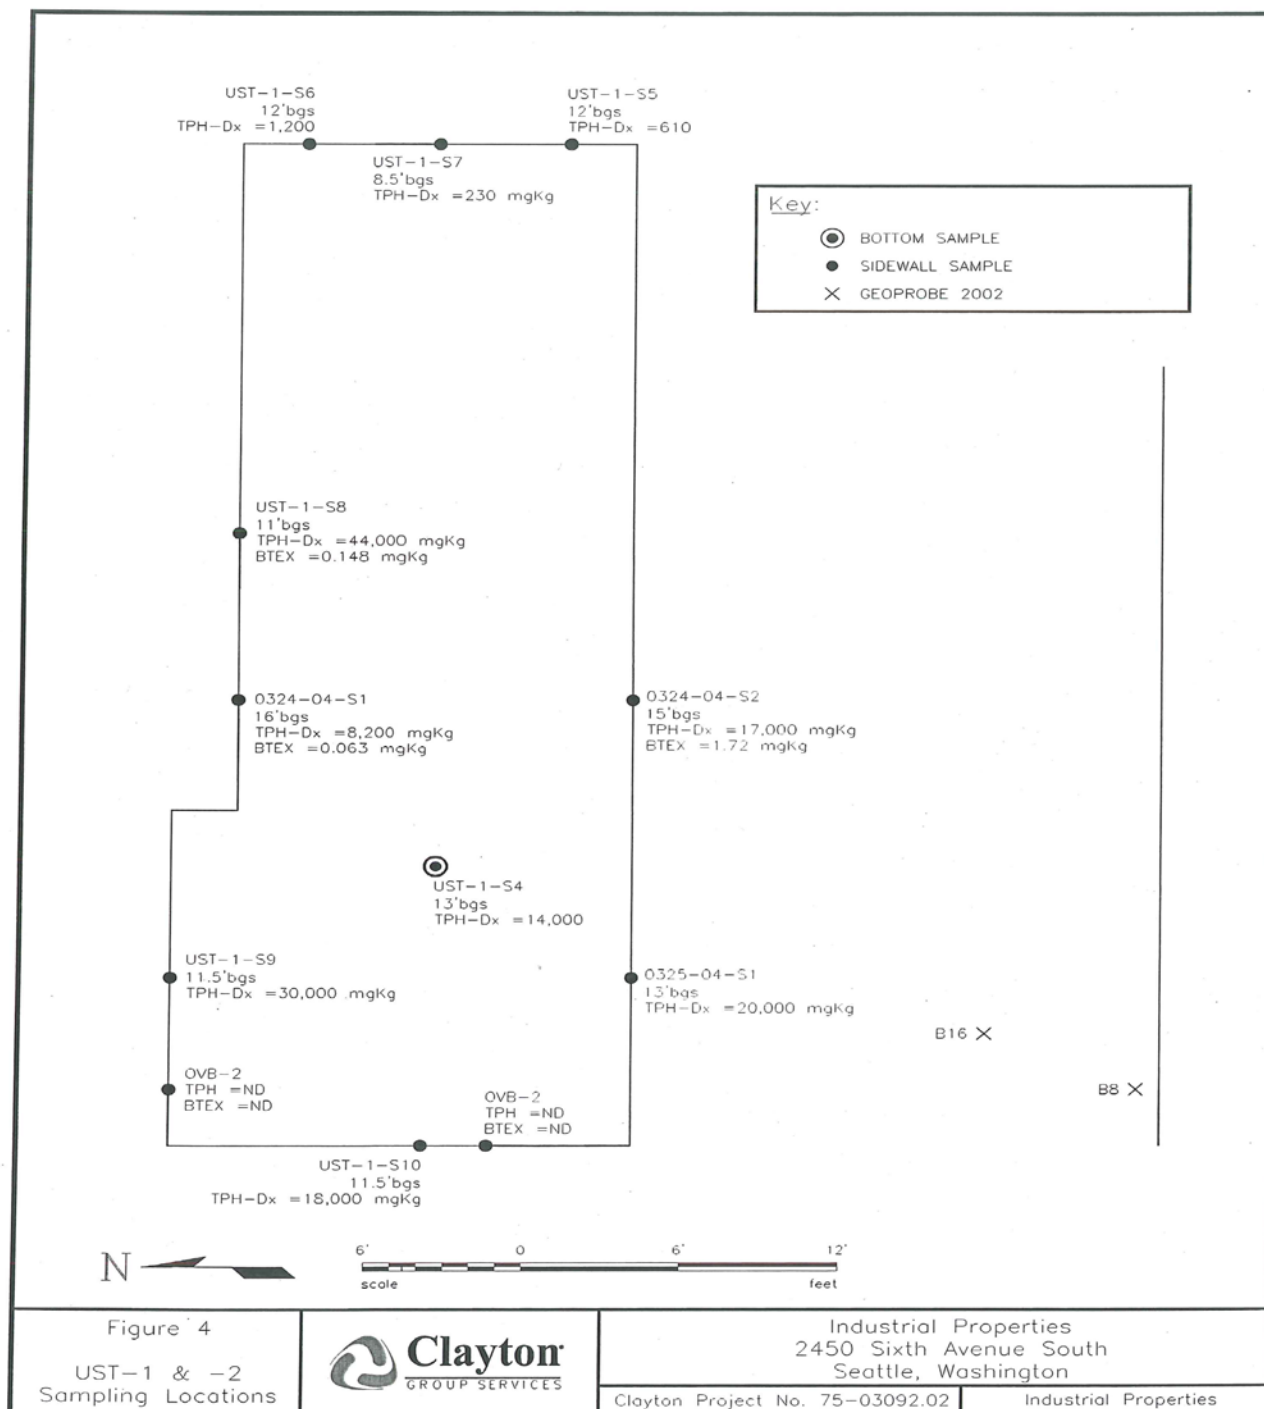 UST-1-S6
12'bgs
TPH-Dx =1,200
UST-1-S5
12'bgs
TPH-Dx =610
UST-1-S7
8.5'bgs
TPH-Dx =230 mgKg
Key:
BOTTOM SAMPLE
SIDEWALL SAMPLE
GEOPROBE 2002
UST-1-S8
11'bgs
TPH-Dx =44,000 mgKg
BTEX =0.148 mgKg
0324-04-S1
16'bgs
TPH-Dx =8,200 mgKg
BTEX =0.063 mgKg
0324-04-S2
15'bgs
TPH-Dx =17,000 mgKg
BTEX =1.72 mgKg
UST-1-S4
13'bgs
TPH-Dx =14,000
UST-1-S9
11.5'bgs
TPH-Dx =30,000 mgKg
0325-04-S1
13'bgs
TPH-Dx =20,000 mgKg
B16
B8
OVB-2
TPH =ND
BTEX =ND
OVB-2
TPH =ND
BTEX =ND
UST-1-S10
11.5'bgs
TPH-Dx =18,000 mgKg
N
6' 0 6' 12'
scale feet
Figure 4
UST-1 & -2
Sampling Locations
Clayton
GROUP SERVICES
Industrial Properties
2450 Sixth Avenue South
Seattle, Washington
Clayton Project No. 75-03092.02
Industrial Properties